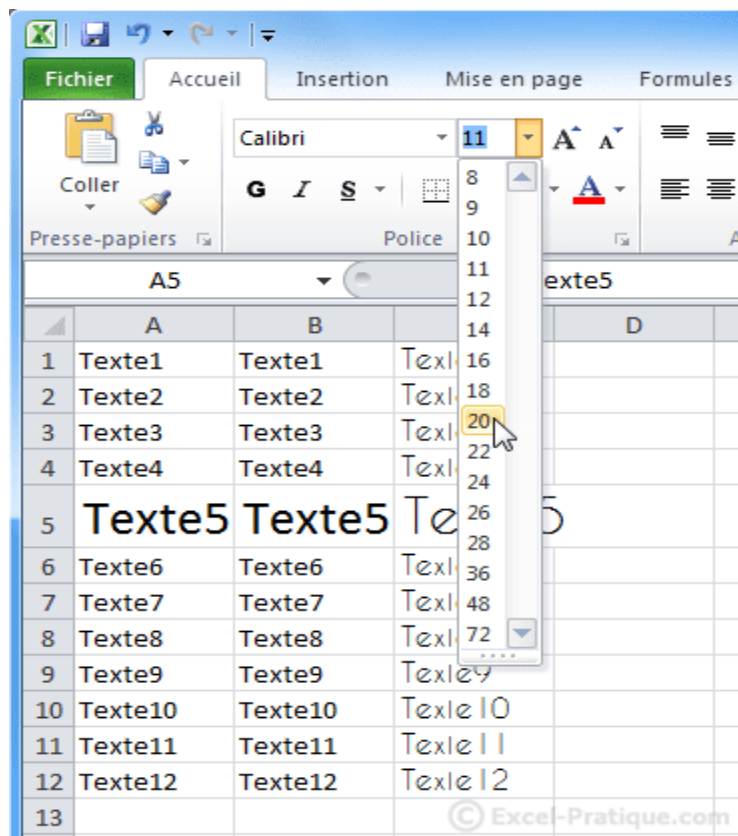 Fichier Accueil Insertion Mise en page Formules
Calibri 11
Coller G I S A
Presse-papiers Police
8
9
10
11
12
14
16
18
20
22
24
26
28
36
48
72
A5 exte5
A B D
1 Texte1 Texte1
2 Texte2 Texte2
3 Texte3 Texte3
4 Texte4 Texte4
5 Texte5 Texte5
6 Texte6 Texte6
7 Texte7 Texte7
8 Texte8 Texte8
9 Texte9 Texte9 Texte9
10 Texte10 Texte10 Texte10
11 Texte11 Texte11 Texte11
12 Texte12 Texte12 Texte12
13
© Excel-Pratique.com